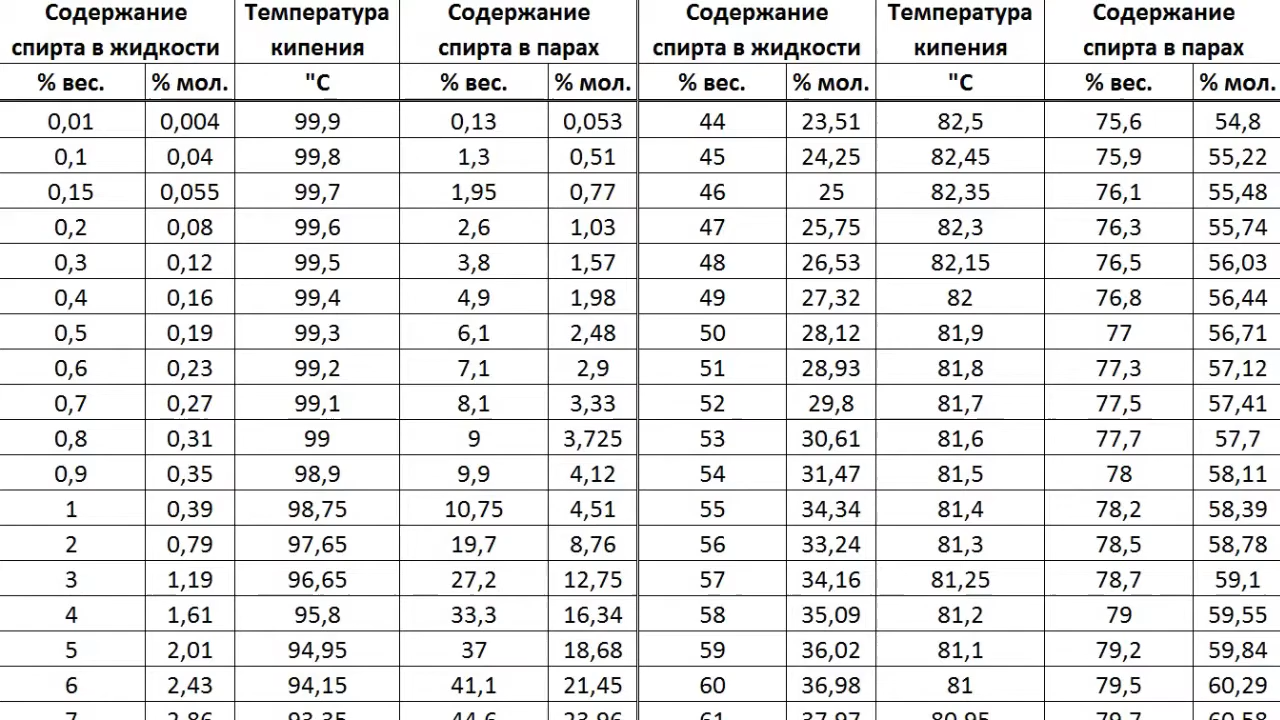 Содержание Температура Содержание Содержание Температура Содержание
спирта в жидкости кипения спирта в парах спирта в жидкости кипения спирта в парах
% вес. % мол. "С % вес. % мол. % вес. % мол. "С % вес. % мол.
0,01 0,004 99,9 0,13 0,053 44 23,51 82,5 75,6 54,8
0,1 0,04 99,8 1,3 0,51 45 24,25 82,45 75,9 55,22
0,15 0,055 99,7 1,95 0,77 46 25 82,35 76,1 55,48
0,2 0,08 99,6 2,6 1,03 47 25,75 82,3 76,3 55,74
0,3 0,12 99,5 3,8 1,57 48 26,53 82,15 76,5 56,03
0,4 0,16 99,4 4,9 1,98 49 27,32 82 76,8 56,44
0,5 0,19 99,3 6,1 2,48 50 28,12 81,9 77 56,71
0,6 0,23 99,2 7,1 2,9 51 28,93 81,8 77,3 57,12
0,7 0,27 99,1 8,1 3,33 52 29,8 81,7 77,5 57,41
0,8 0,31 99 9 3,725 53 30,61 81,6 77,7 57,7
0,9 0,35 98,9 9,9 4,12 54 31,47 81,5 78 58,11
1 0,39 98,75 10,75 4,51 55 34,34 81,4 78,2 58,39
2 0,79 97,65 19,7 8,76 56 33,24 81,3 78,5 58,78
3 1,19 96,65 27,2 12,75 57 34,16 81,25 78,7 59,1
4 1,61 95,8 33,3 16,34 58 35,09 81,2 79 59,55
5 2,01 94,95 37 18,68 59 36,02 81,1 79,2 59,84
6 2,43 94,15 41,1 21,45 60 36,98 81 79,5 60,29